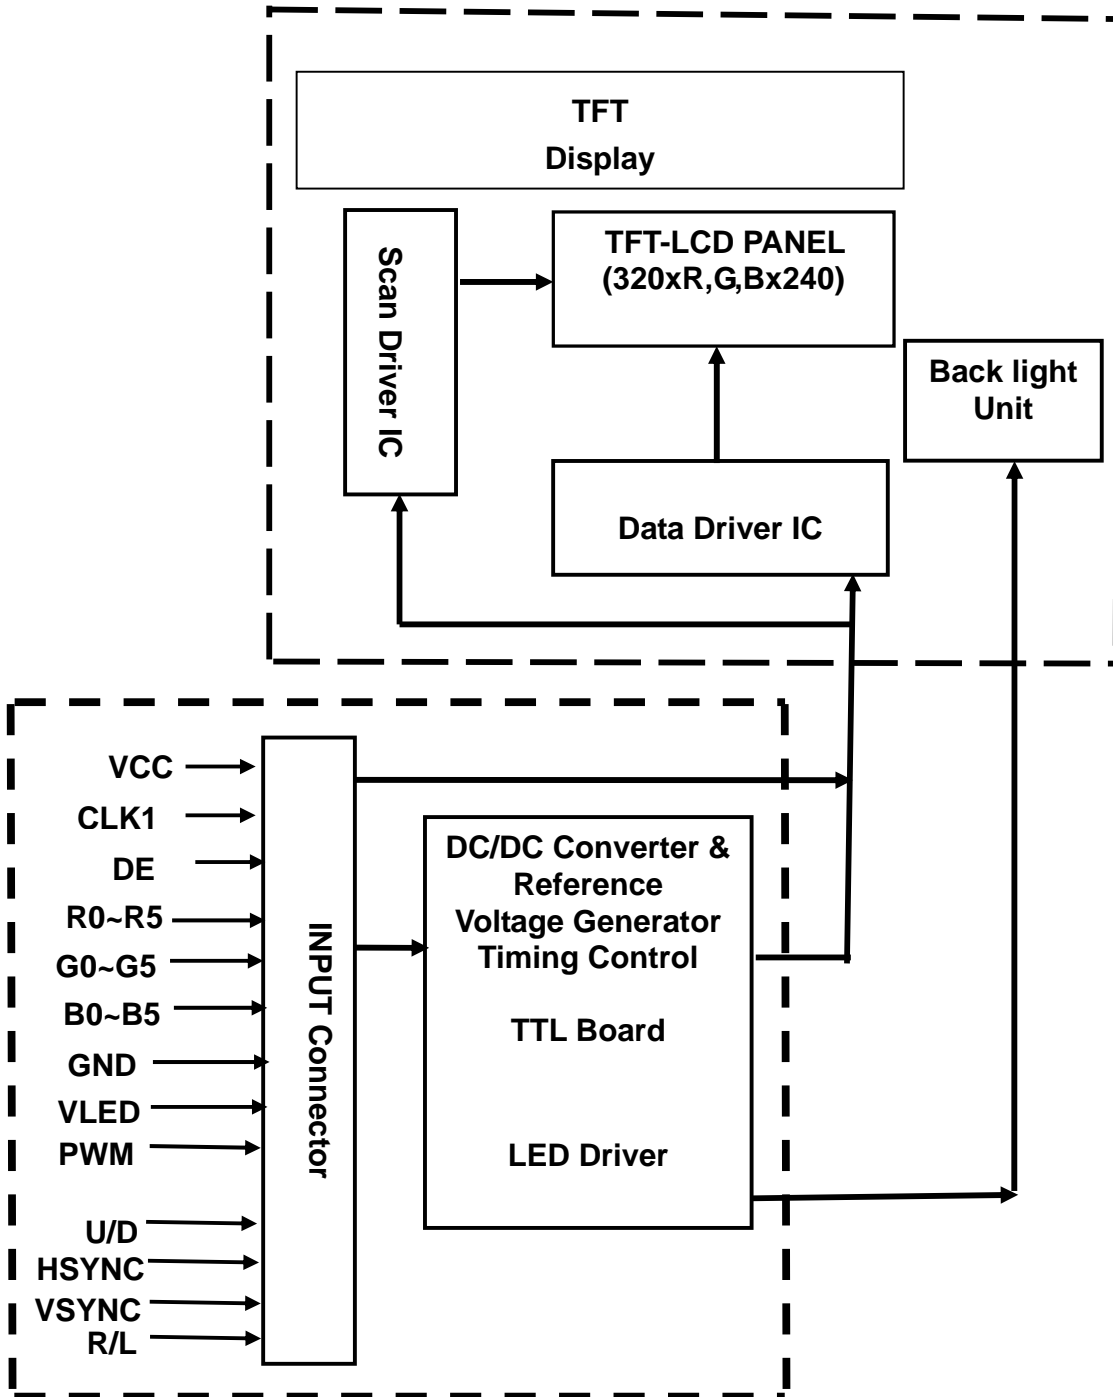 TFT
Display
Scan Driver IC
TFT-LCD PANEL
(320xR,G,Bx240)
Back light
Unit
Data Driver IC
VCC
CLK1
DE
R0~R5
G0~G5
B0~B5
GND
VLED
PWM
U/D
HSYNC
VSYNC
R/L
INPUT Connector
DC/DC Converter &
Reference
Voltage Generator
Timing Control
TTL Board
LED Driver